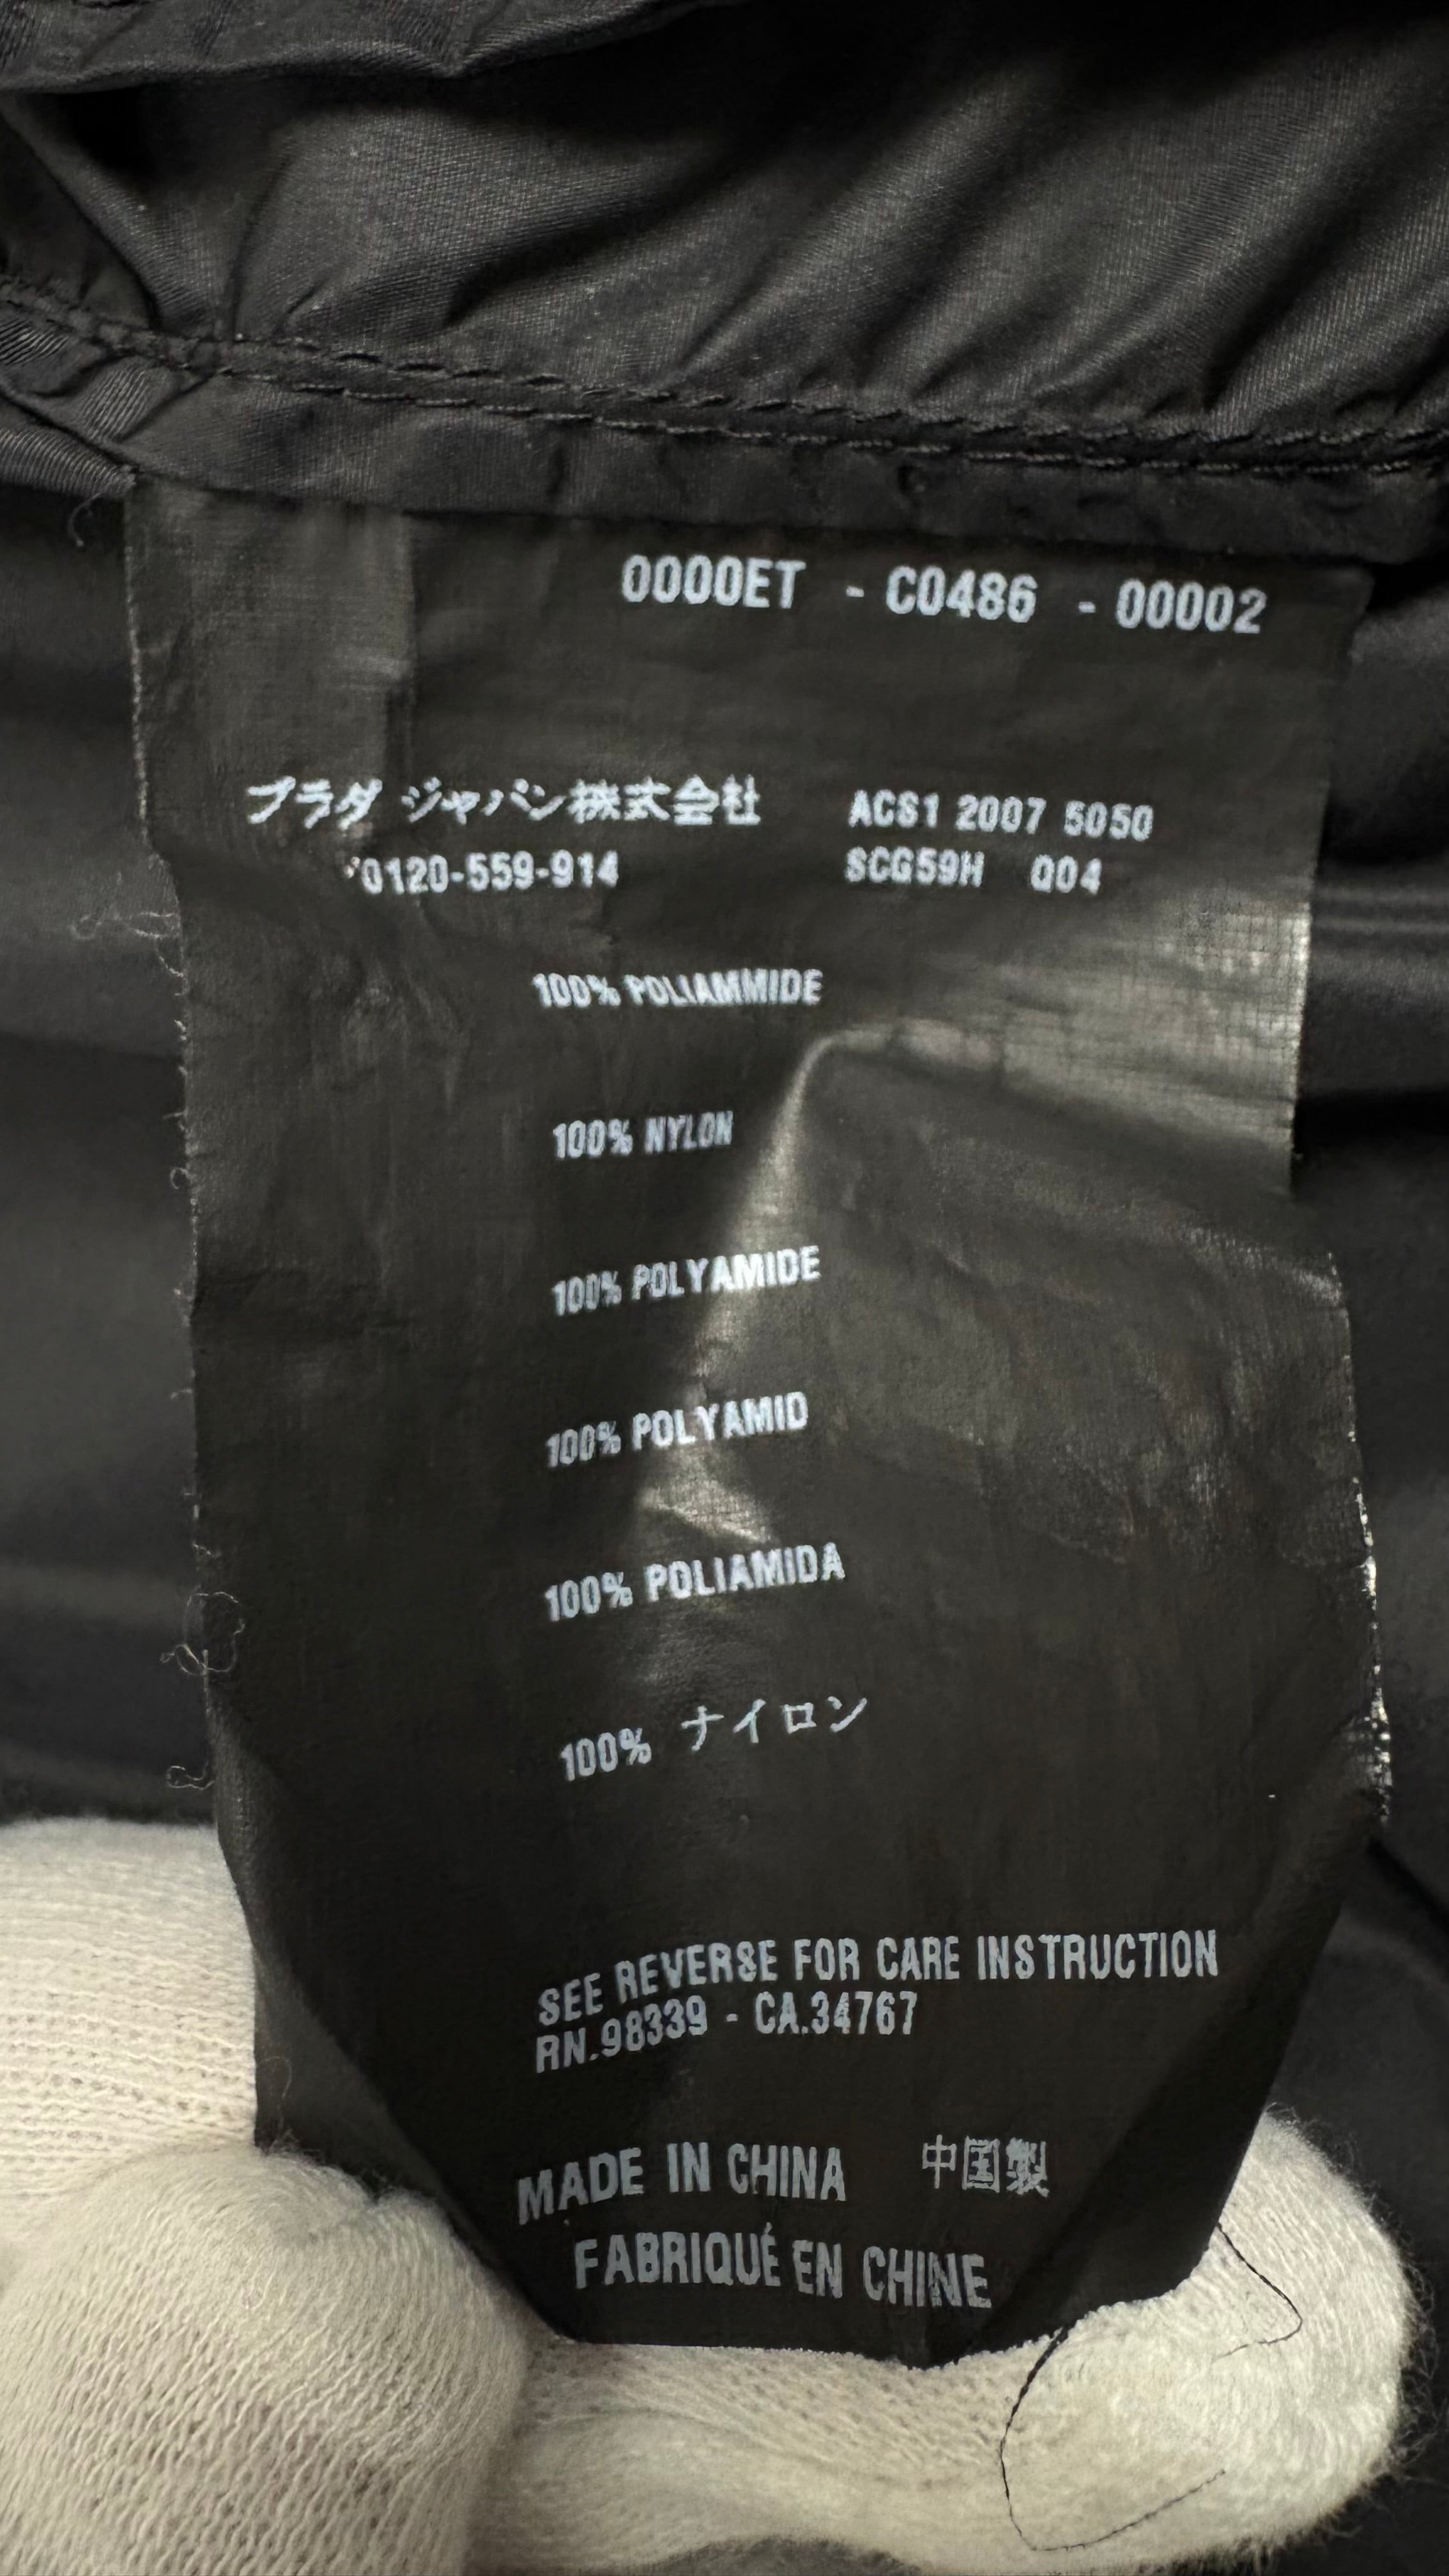 0000ET - C0486 - 00002
プラダ ジャパン株式会社 ACS1 2007 5050
0120-559-914 SCG59H Q04
100% POLIAMMIDE
100% NYLON
100% POLYAMIDE
100% POLYAMID
100% POLIAMIDA
100% ナイロン
SEE REVERSE FOR CARE INSTRUCTION
RN.98339 - CA.34767
MADE IN CHINA 中国製
FABRIQUÉ EN CHINE